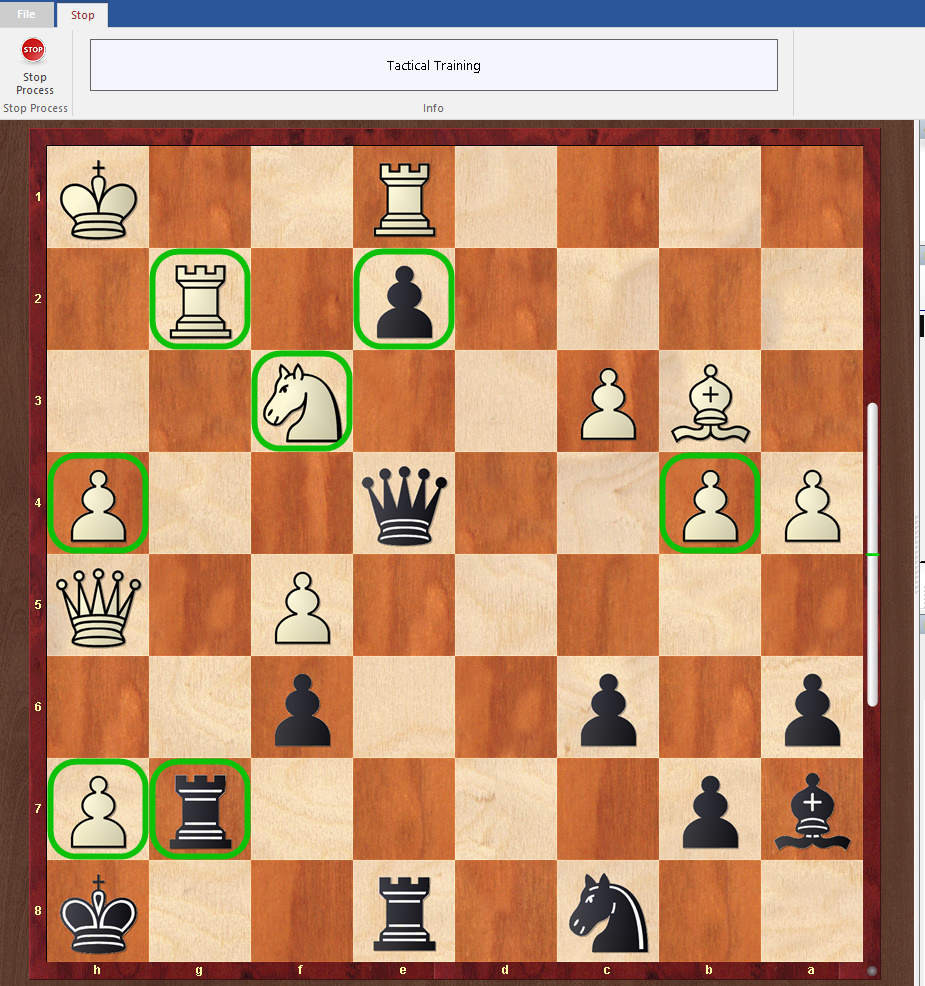 File
Stop
STOP
Stop
Process
Stop Process
Tactical Training
Info
1
2
3
4
5
6
7
8
h g f e d c b a